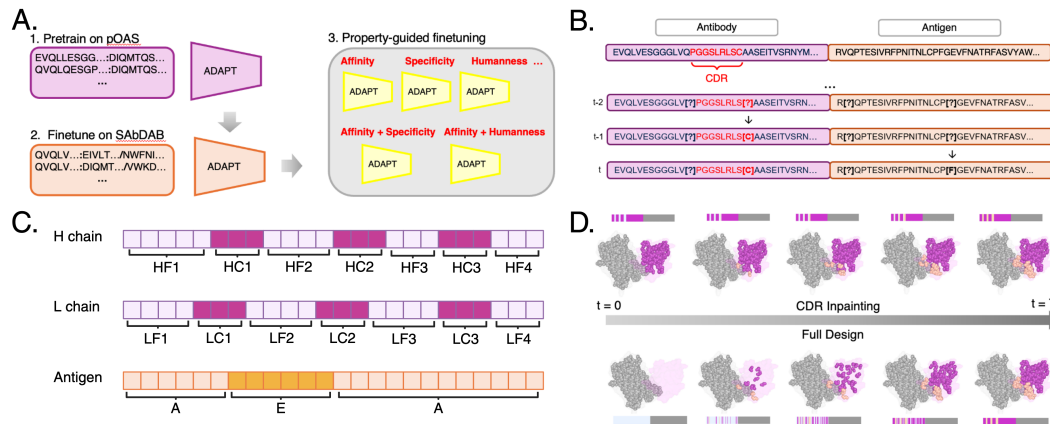 A.
1. Pretrain on pOAS
EVQLLESGG…:DIQMTQS…
QVQLQESGP…:DIQMTQS…
…
ADAPT
2. Finetune on SAbDAB
QVQLV…:EIVLT…/NWFNI…
QVQLV…:DIQMT…/VWKD…
…
ADAPT
3. Property-guided finetuning
Affinity Specificity Humanness …
ADAPT ADAPT ADAPT
Affinity + Specificity Affinity + Humanness
ADAPT ADAPT
B.
Antibody Antigen
EVQLVESGGGLVQPGGSLRLSCAASEITVSRNYM… RVQPTESIVRFPNITNLCPFGEVFNATRFASVYAW…
CDR
…
t-2 EVQLVESGGGLV[?]PGGSLRLS[?]AASEITVSRN… R[?]QPTESIVRFPNITNLCP[?]GEVFNATRFASV…
t-1 EVQLVESGGGLV[?]PGGSLRLS[C]AASEITVSRN… R[?]QPTESIVRFPNITNLCP[?]GEVFNATRFASV…
t EVQLVESGGGLV[?]PGGSLRLS[C]AASEITVSRN… R[?]QPTESIVRFPNITNLCP[F]GEVFNATRFASV…
C.
H chain
HF1 HC1 HF2 HC2 HF3 HC3 HF4
L chain
LF1 LC1 LF2 LC2 LF3 LC3 LF4
Antigen
A E A
D.
t = 0 CDR Inpainting
Full Design